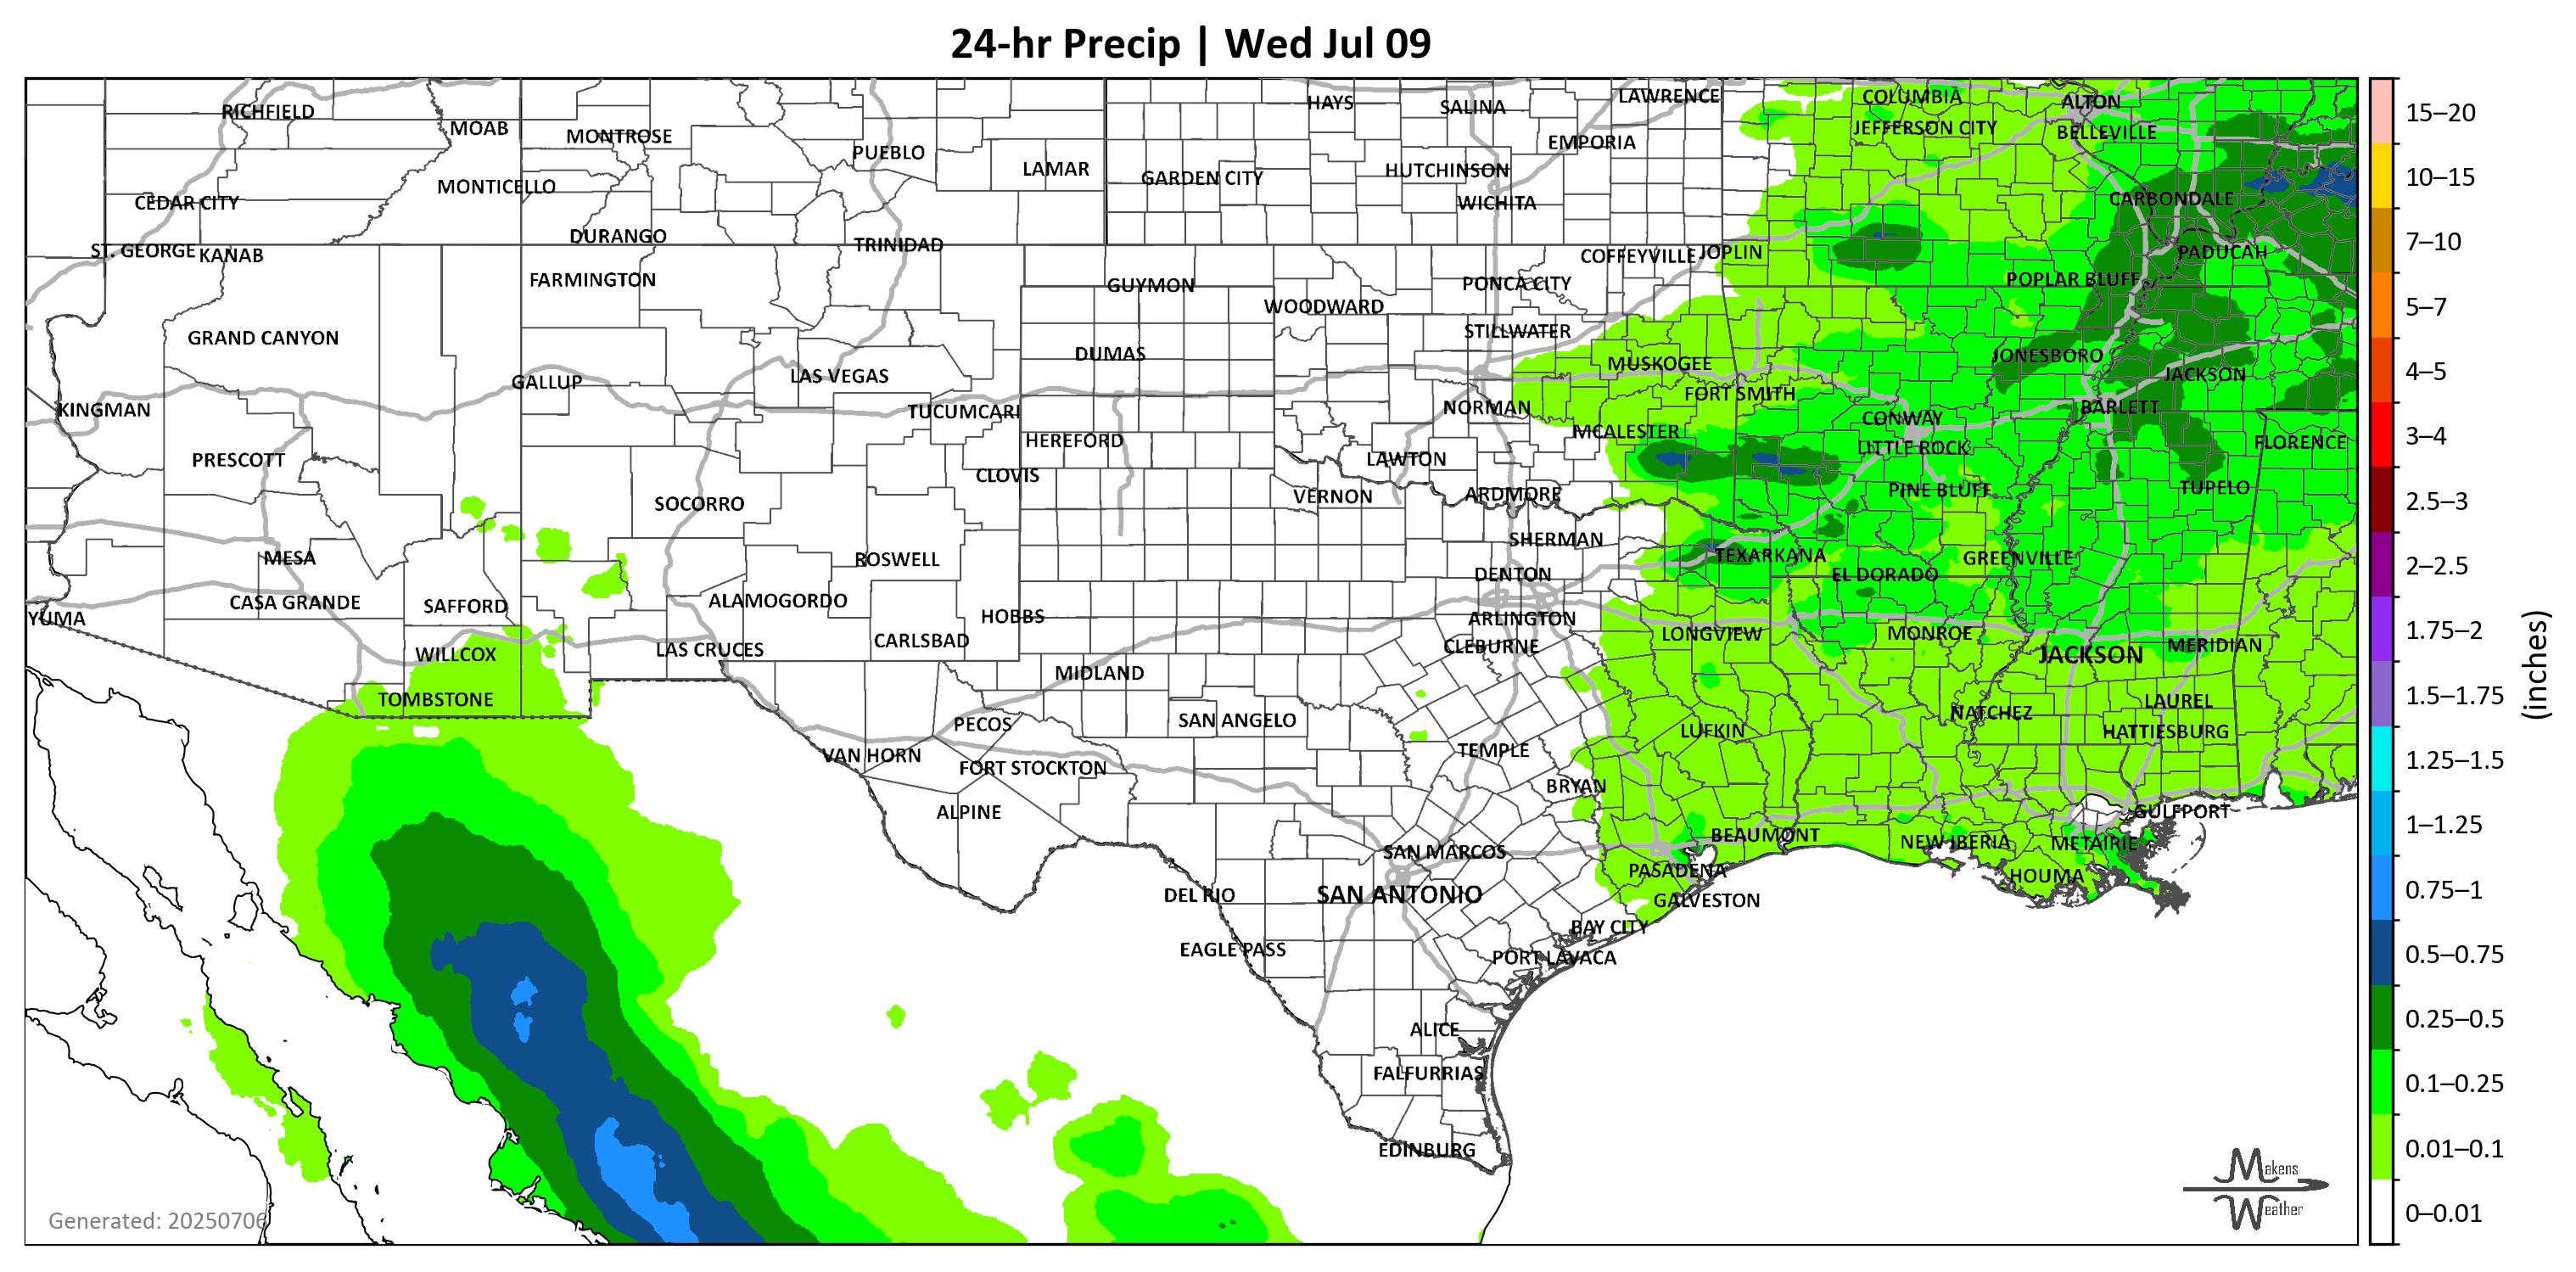 24-hr Precip | Wed Jul 09
RICHFIELD
MOAB
MONTROSE
PUEBLO
LAMAR
HAYS
SALINA
LAWRENCE
COLUMBIA
ALTON
JEFFERSON CITY
BELLEVILLE
EMPORIA
HUTCHINSON
GARDEN CITY
MONTICELLO
CEDAR CITY
WICHITA
CARBONDALE
DURANGO
TRINIDAD
ST. GEORGE
KANAB
COFFEYVILLE
JOPLIN
PADUCAH
FARMINGTON
GUYMON
PONCA CITY
POPLAR BLUFF
WOODWARD
STILLWATER
GRAND CANYON
DUMAS
JONESBORO
MUSKOGEE
LAS VEGAS
JACKSON
GALLUP
FORT SMITH
KINGMAN
TUCUMCARI
NORMAN
BARLETT
CONWAY
MCALESTER
HEREFORD
FLORENCE
LITTLE ROCK
PRESCOTT
LAWTON
CLOVIS
TUPELO
PINE BLUFF
VERNON
ARDMORE
SOCORRO
SHERMAN
MESA
ROSWELL
TEXARKANA
GREENVILLE
DENTON
EL DORADO
CASA GRANDE
SAFFORD
ALAMOGORDO
HOBBS
YUMA
ARLINGTON
LONGVIEW
MONROE
CARLSBAD
CLEBURNE
MERIDIAN
WILLCOX
LAS CRUCES
JACKSON
MIDLAND
TOMBSTONE
LAUREL
NATCHEZ
PECOS
SAN ANGELO
LUFKIN
HATTIESBURG
TEMPLE
VAN HORN
FORT STOCKTON
BRYAN
ALPINE
GULFPORT
BEAUMONT
NEW IBERIA
METAIRIE
SAN MARCOS
PASADENA
HOUMA
DEL RIO
SAN ANTONIO
GALVESTON
BAY CITY
EAGLE PASS
PORT LAVACA
ALICE
FALFURRIAS
EDINBURG
Generated: 20250706
Makens
Weather
15–20
10–15
7–10
5–7
4–5
3–4
2.5–3
2–2.5
1.75–2
1.5–1.75
1.25–1.5
1–1.25
0.75–1
0.5–0.75
0.25–0.5
0.1–0.25
0.01–0.1
0–0.01
(inches)